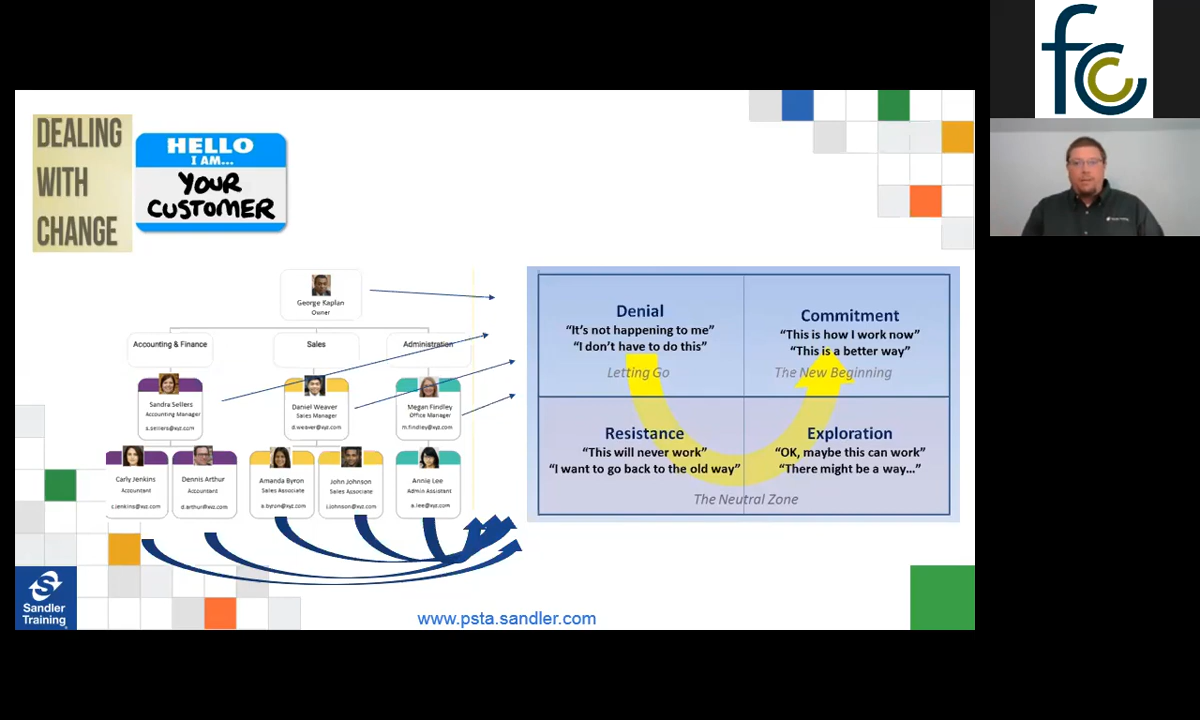 DEALING
WITH
CHANGE
HELLO
I AM...
YOUR
CUSTOMER
fcc
George Kaplan
Owner
Accounting & Finance
Sales
Administration
Sandra Sellers
Accounting Manager
s.sellers@xyz.com
Daniel Weaver
Sales Manager
d.weaver@xyz.com
Megan Findley
Office Manager
m.findley@xyz.com
Carly Jenkins
Accountant
c.jenkins@xyz.com
Dennis Arthur
Accountant
d.arthur@xyz.com
Amanda Byron
Sales Associate
a.byron@xyz.com
John Johnson
Sales Associate
j.johnson@xyz.com
Annie Lee
Admin Assistant
a.lee@xyz.com
Denial
“It’s not happening to me”
“I don’t have to do this”
Letting Go
Commitment
“This is how I work now”
“This is a better way”
The New Beginning
Resistance
“This will never work”
“I want to go back to the old way”
Exploration
“OK, maybe this can work”
“There might be a way...”
The Neutral Zone
S
Sandler
Training
www.psta.sandler.com